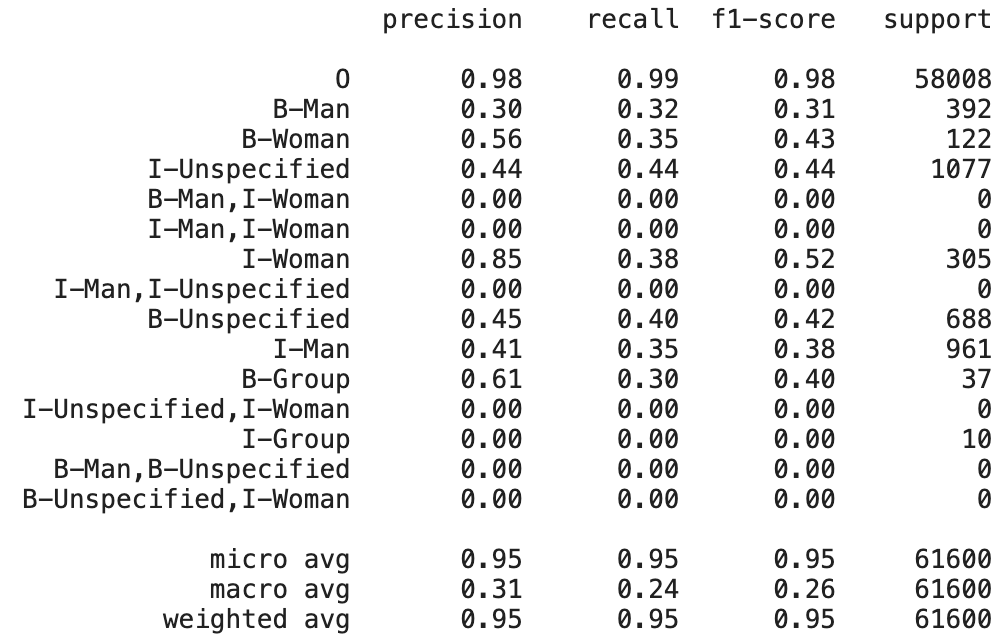 precision recall f1-score support
O 0.98 0.99 0.98 58008
B-Man 0.30 0.32 0.31 392
B-Woman 0.56 0.35 0.43 122
I-Unspecified 0.44 0.44 0.44 1077
B-Man,I-Woman 0.00 0.00 0.00 0
I-Man,I-Woman 0.00 0.00 0.00 0
I-Woman 0.85 0.38 0.52 305
I-Man,I-Unspecified 0.00 0.00 0.00 0
B-Unspecified 0.45 0.40 0.42 688
I-Man 0.41 0.35 0.38 961
B-Group 0.61 0.30 0.40 37
I-Unspecified,I-Woman 0.00 0.00 0.00 0
I-Group 0.00 0.00 0.00 10
B-Man,B-Unspecified 0.00 0.00 0.00 0
B-Unspecified,I-Woman 0.00 0.00 0.00 0
micro avg 0.95 0.95 0.95 61600
macro avg 0.31 0.24 0.26 61600
weighted avg 0.95 0.95 0.95 61600